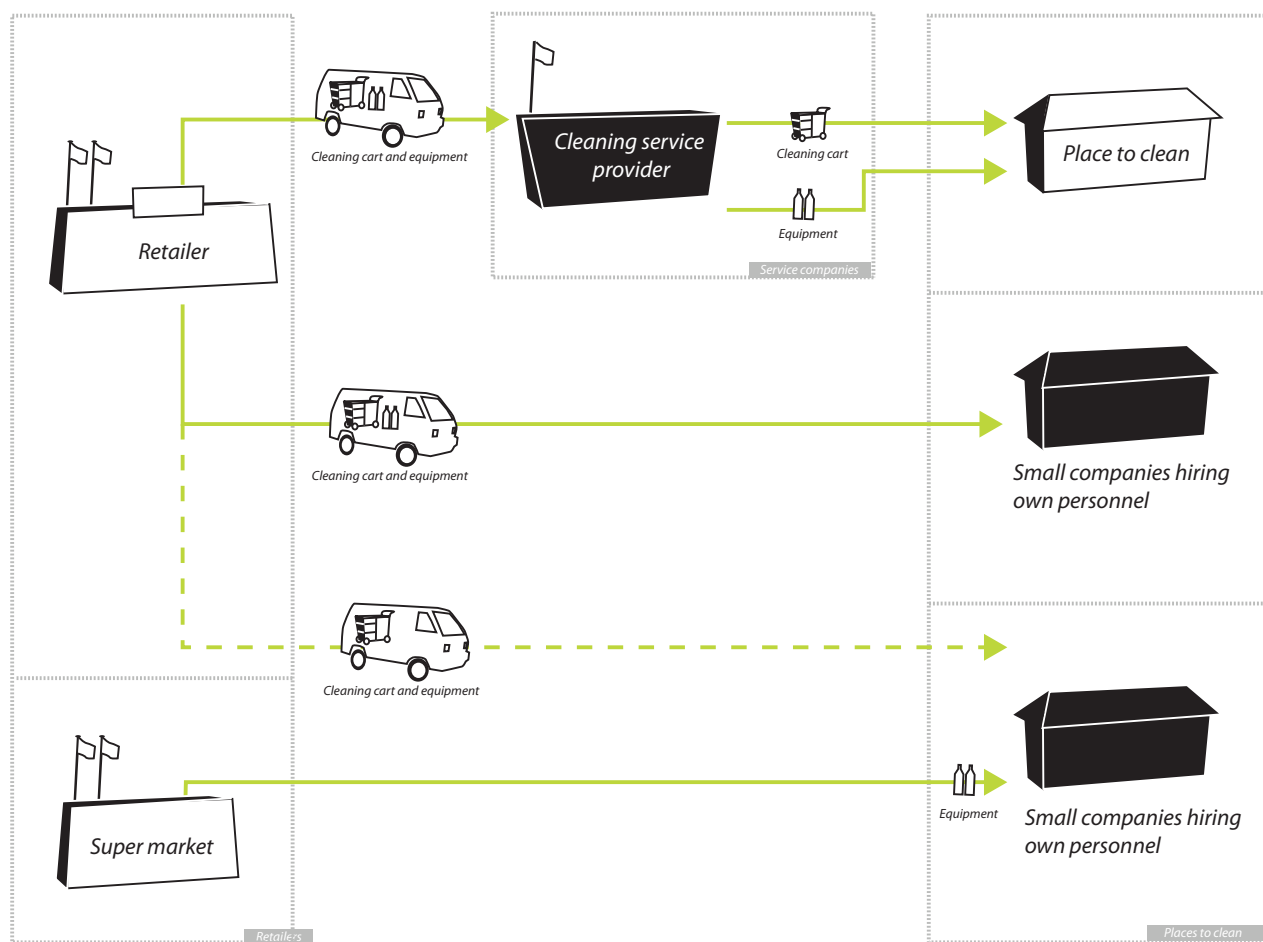 Cleaning cart and equipment
Cleaning service
provider
Cleaning cart
Place to clean
Retailer
Equipment
Service companies
Cleaning cart and equipment
Small companies hiring
own personnel
Cleaning cart and equipment
Super market
Equipment
Small companies hiring
own personnel
Retailers
Places to clean